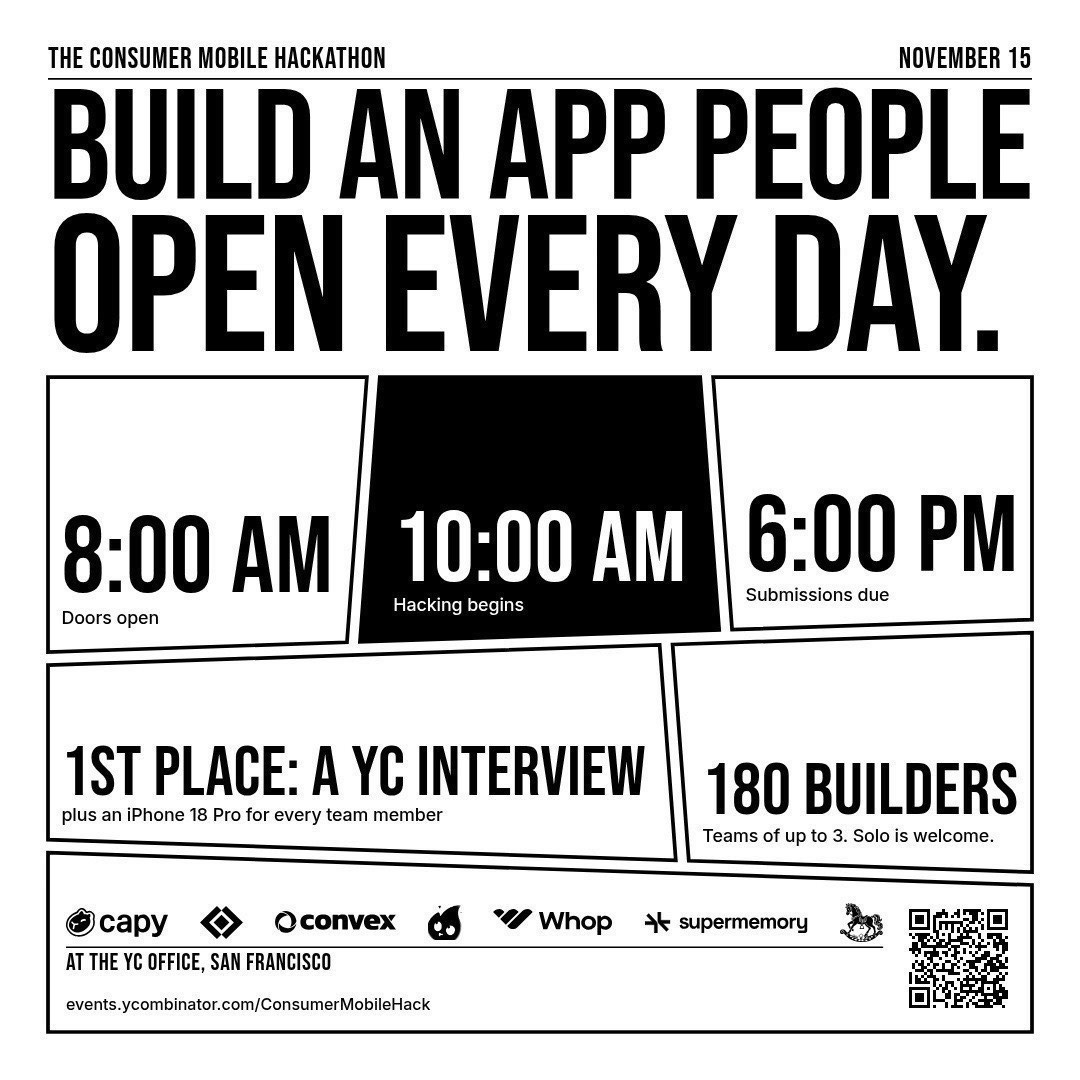 THE CONSUMER MOBILE HACKATHON
NOVEMBER 15
BUILD AN APP PEOPLE
OPEN EVERY DAY.
8:00 AM
Doors open
10:00 AM
Hacking begins
6:00 PM
Submissions due
1ST PLACE: A YC INTERVIEW
plus an iPhone 18 Pro for every team member
180 BUILDERS
Teams of up to 3. Solo is welcome.
capy
convex
Whop
supermemory
AT THE YC OFFICE, SAN FRANCISCO
events.ycombinator.com/ConsumerMobileHack